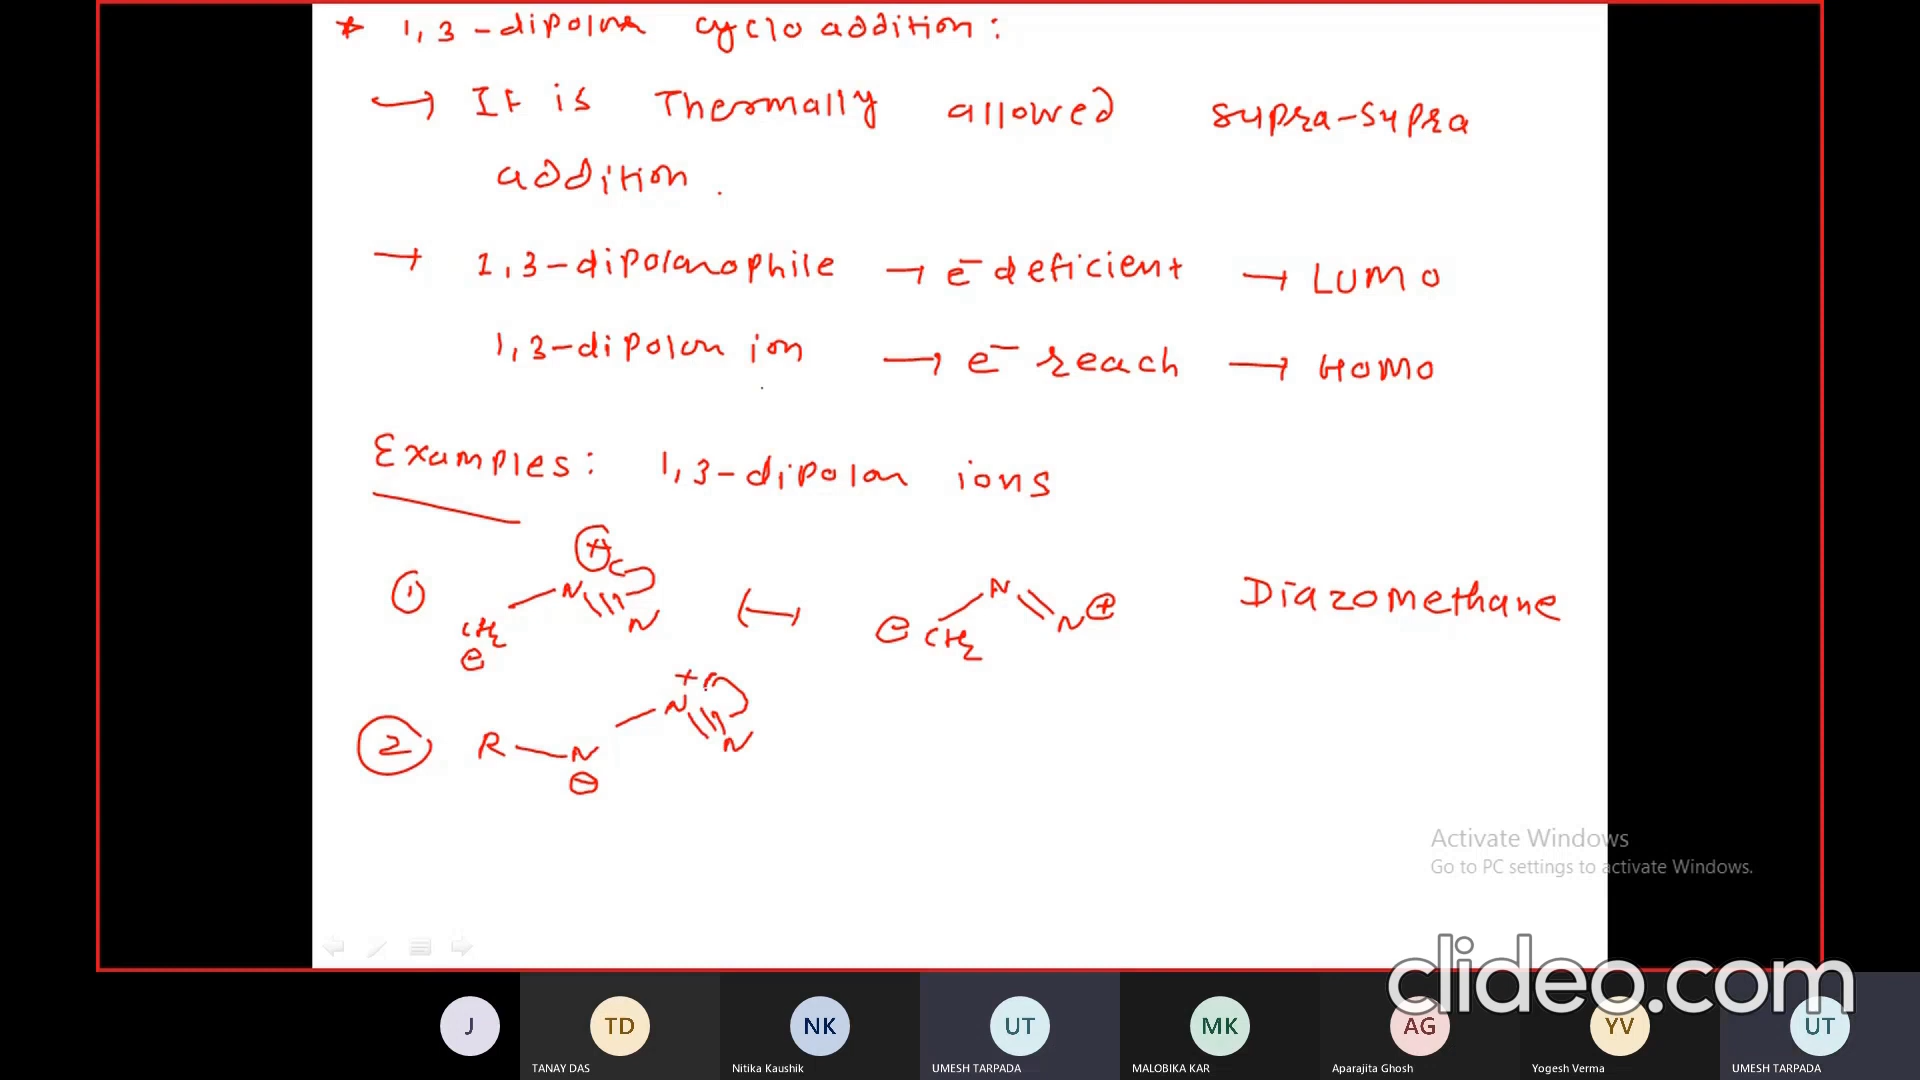 * 1,3-dipolar cyclo addition:
→ It is Thermally allowed supra-supra
addition.
→ 1,3-dipolarophile → e⁻ deficient → LUMO
1,3-dipolar ion → e⁻ reach → HOMO
Examples: 1,3-dipolar ions
① ⊖CH2—N⊕≡N ↔ ⊖CH2—N=N⊕ Diazomethane
② R—N⊖—N+≡N
Activate Windows
Go to PC settings to activate Windows.
clideo.com
J TD NK UT MK AG YV UT
TANAY DAS Nitika Kaushik UMESH TARPADA MALOBIKA KAR Aparajita Ghosh Yogesh Verma UMESH TARPADA